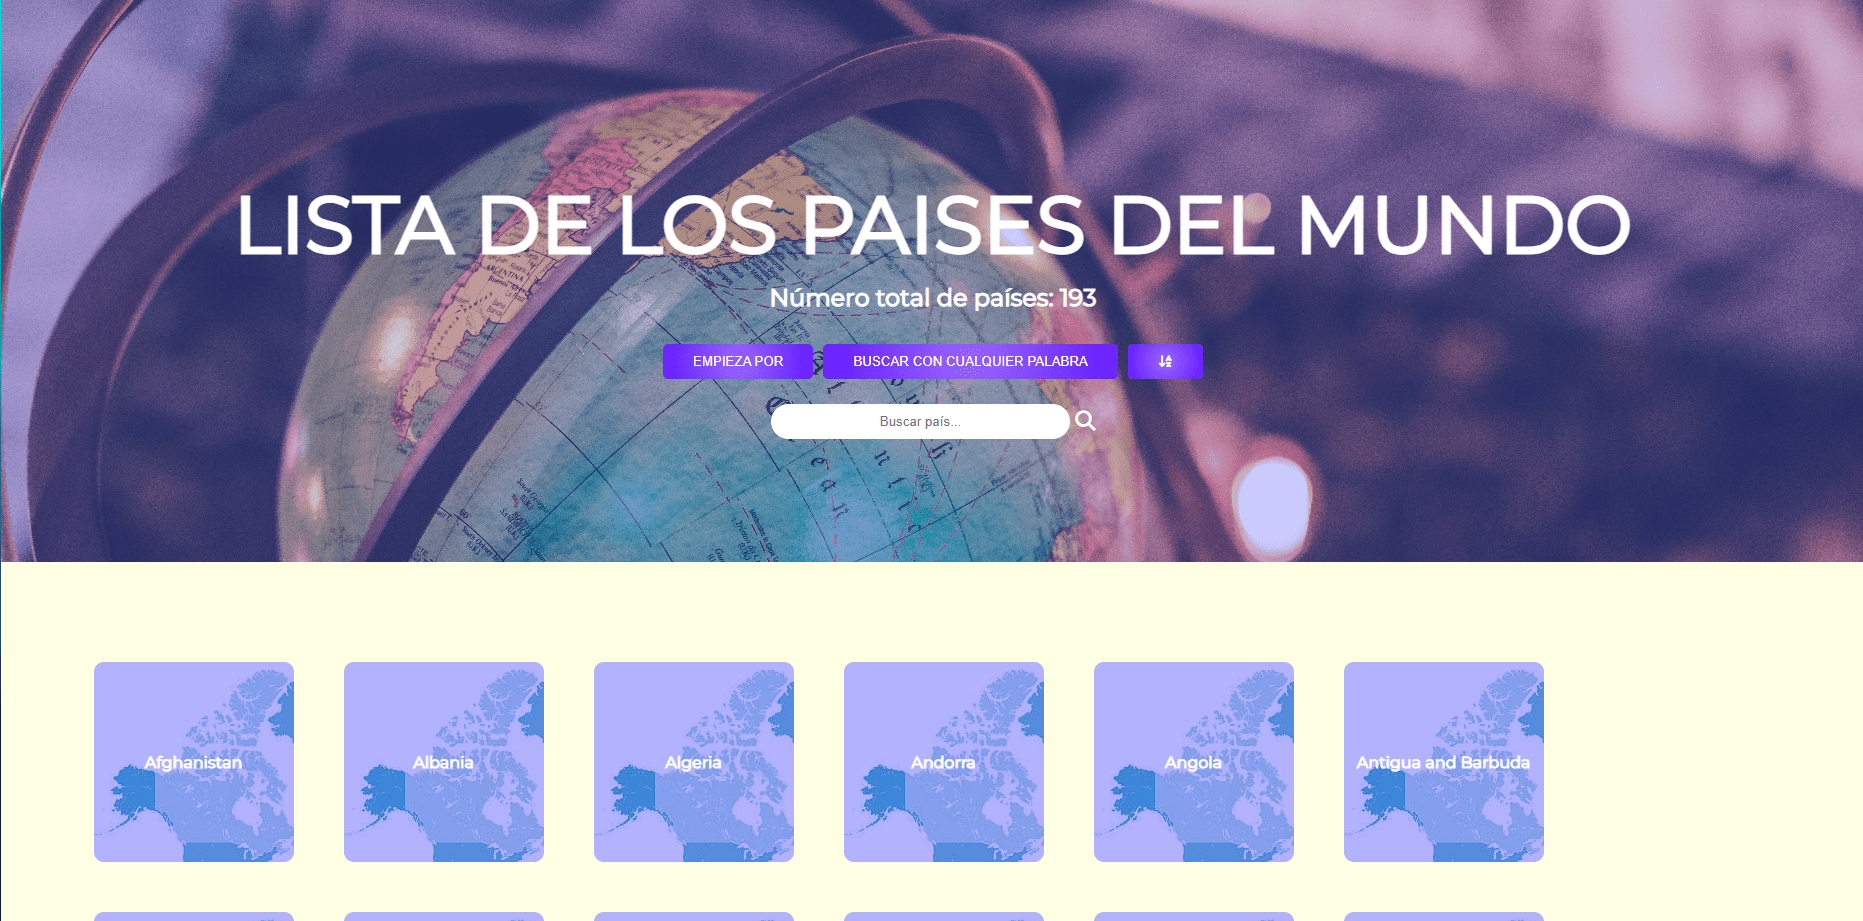 LISTA DE LOS PAISES DEL MUNDO
Número total de países: 193
EMPIEZA POR
BUSCAR CON CUALQUIER PALABRA
Buscar país...
ARGENTINA
Afghanistan
Albania
Algeria
Andorra
Angola
Antigua and Barbuda